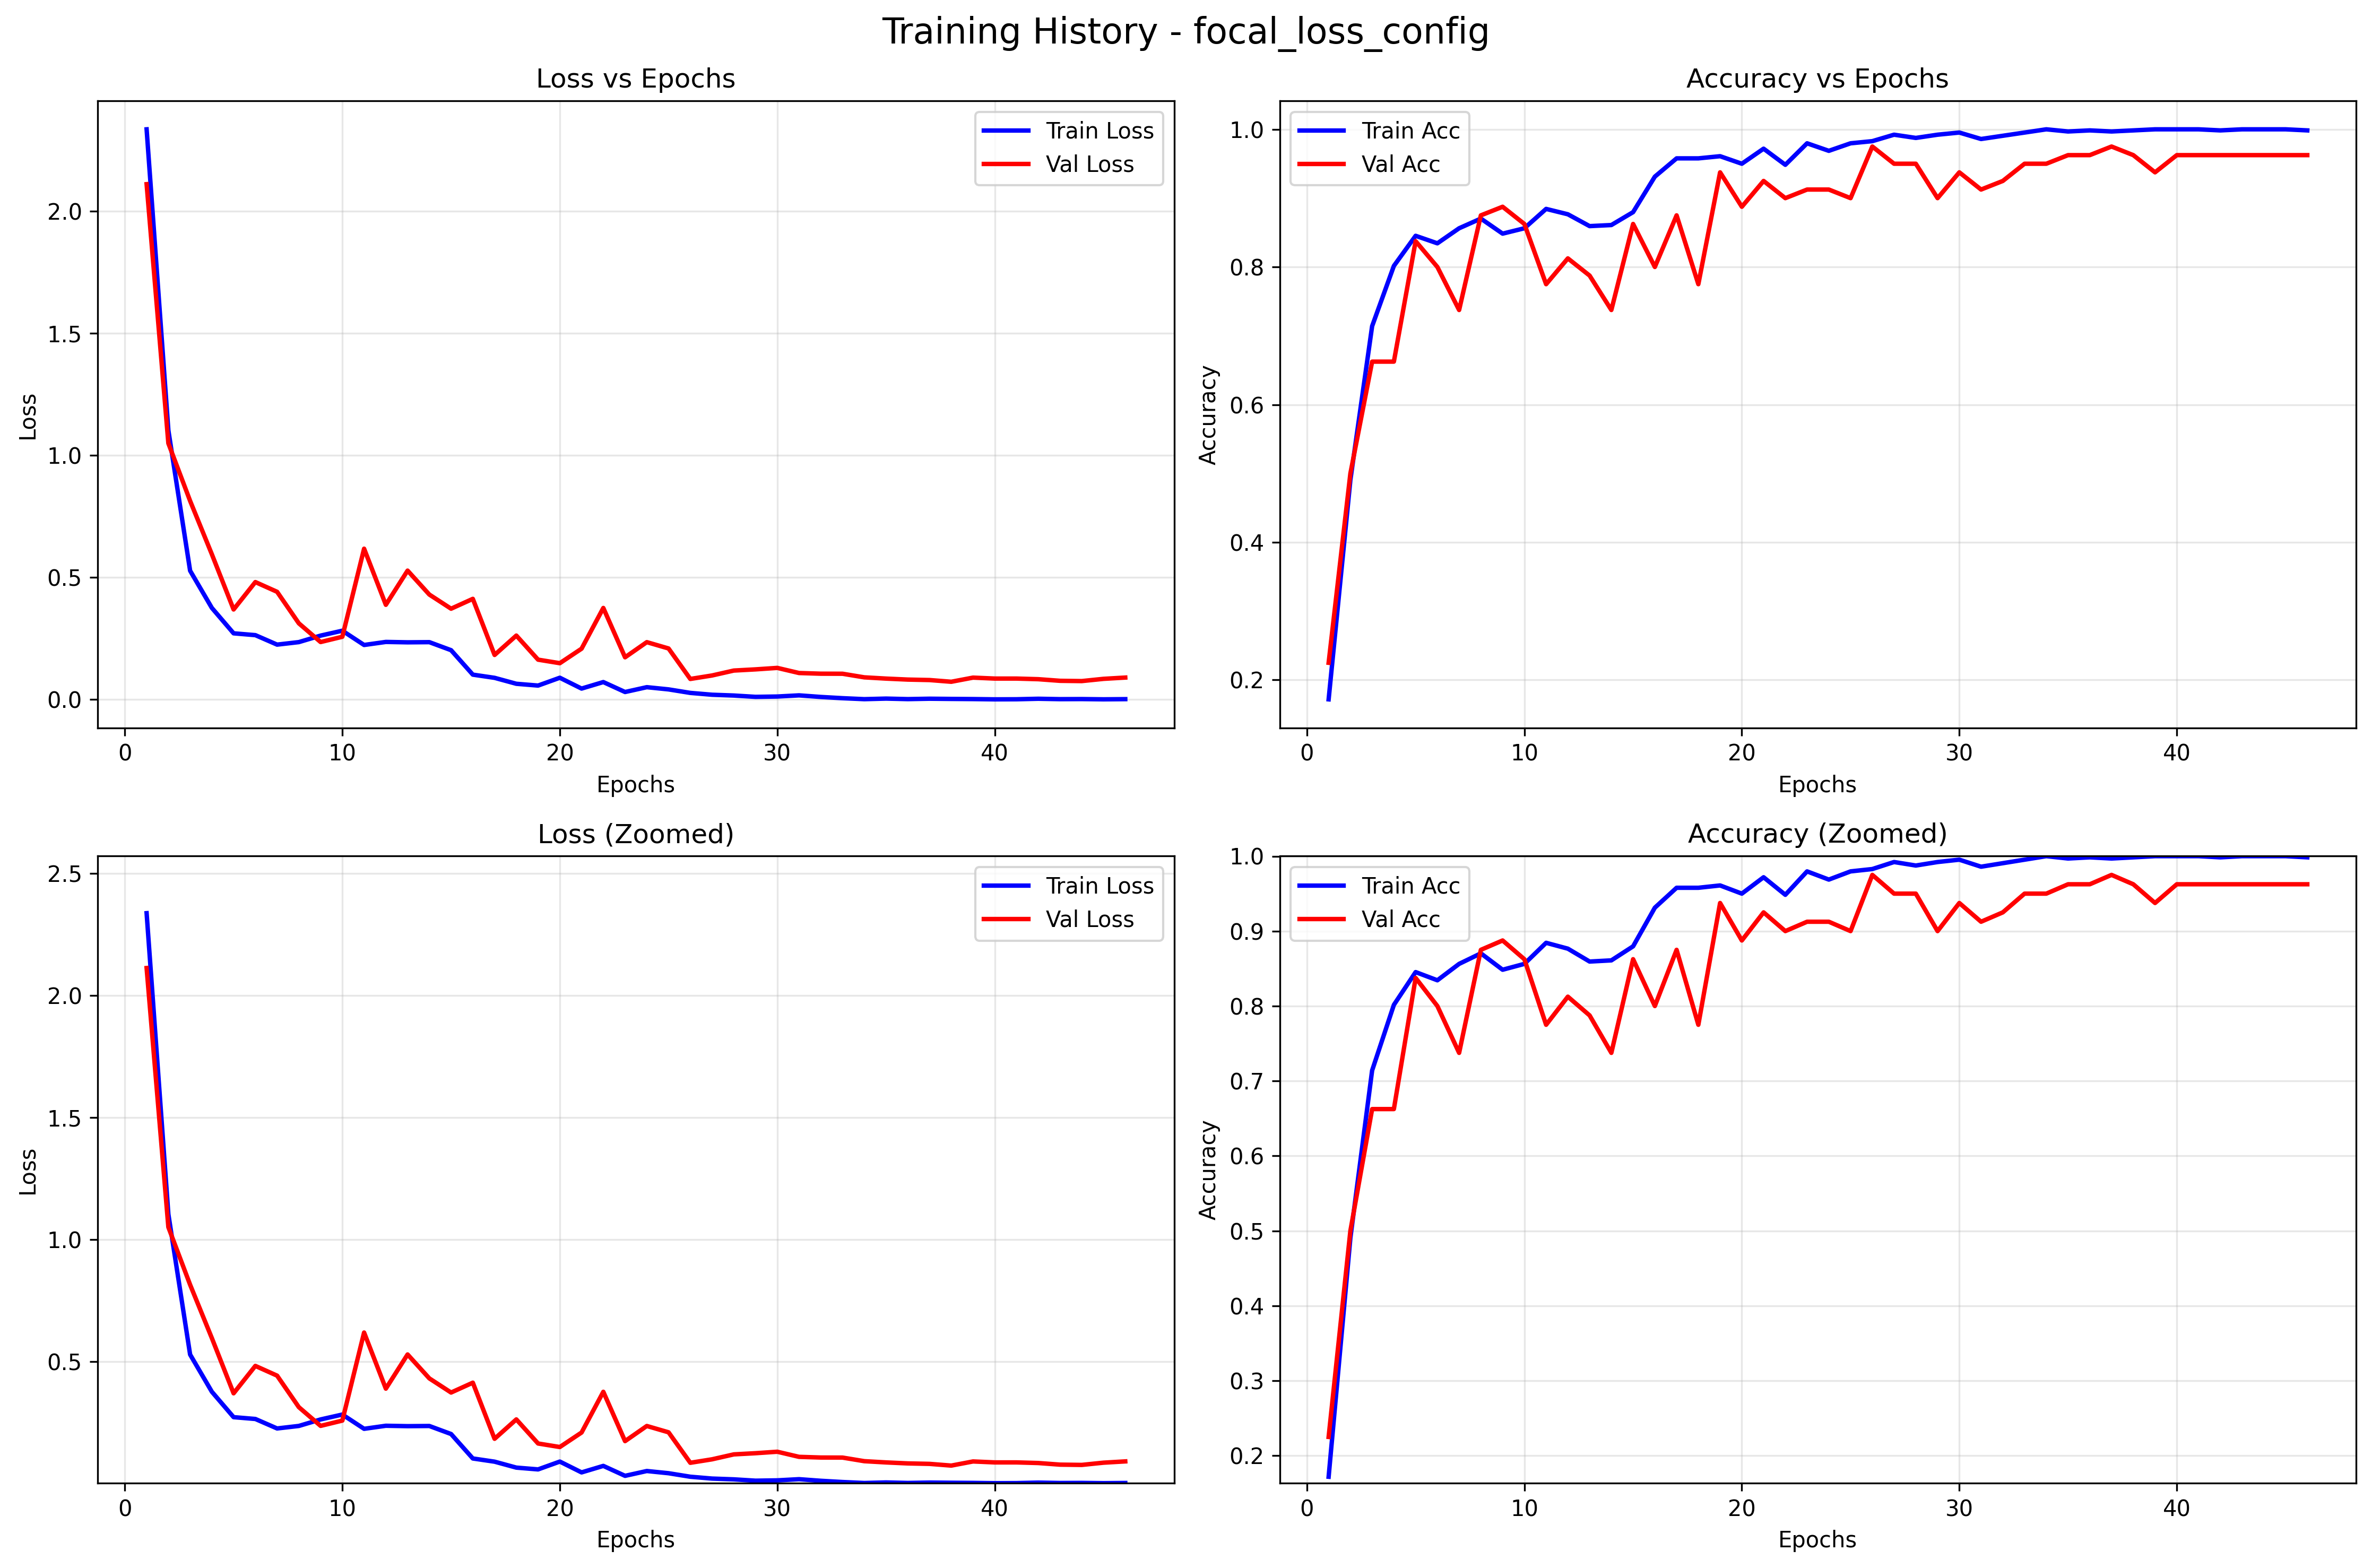 Training History - focal_loss_config
Loss vs Epochs
Train Loss
Val Loss
2.0
1.5
1.0
0.5
0.0
Loss
0 10 20 30 40
Epochs
Accuracy vs Epochs
Train Acc
Val Acc
1.0
0.8
0.6
0.4
0.2
Accuracy
0 10 20 30 40
Epochs
Loss (Zoomed)
Train Loss
Val Loss
2.5
2.0
1.5
1.0
0.5
Loss
0 10 20 30 40
Epochs
Accuracy (Zoomed)
Train Acc
Val Acc
1.0
0.9
0.8
0.7
0.6
0.5
0.4
0.3
0.2
Accuracy
0 10 20 30 40
Epochs